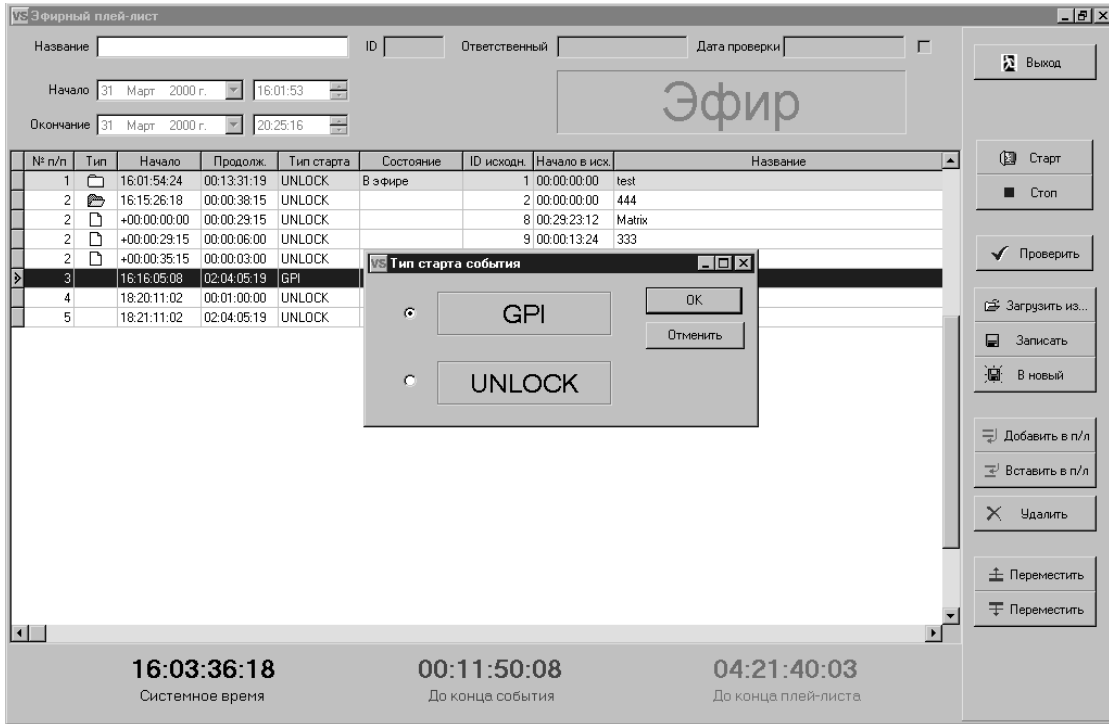 VS Эфирный плей-лист
Название ID Ответственный Дата проверки
Начало 31 Март 2000 г. 16:01:53
Окончание 31 Март 2000 г. 20:25:16
Эфир
№ п/п Тип Начало Продолж. Тип старта Состояние ID исходн. Начало в исх. Название
1 16:01:54:24 00:13:31:19 UNLOCK В эфире 1 00:00:00:00 test
2 16:15:26:18 00:00:38:15 UNLOCK 2 00:00:00:00 444
2 +00:00:00:00 00:00:29:15 UNLOCK 8 00:29:23:12 Matrix
2 +00:00:29:15 00:00:06:00 UNLOCK 9 00:00:13:24 333
2 +00:00:35:15 00:00:03:00 UNLOCK
3 16:16:05:08 02:04:05:19 GPI
4 18:20:11:02 00:01:00:00 UNLOCK
5 18:21:11:02 02:04:05:19 UNLOCK
VS Тип старта события
GPI
UNLOCK
OK
Отменить
Выход
Старт
Стоп
Проверить
Загрузить из...
Записать
В новый
Добавить в п/л
Вставить в п/л
Удалить
Переместить
Переместить
16:03:36:18 00:11:50:08 04:21:40:03
Системное время До конца события До конца плей-листа